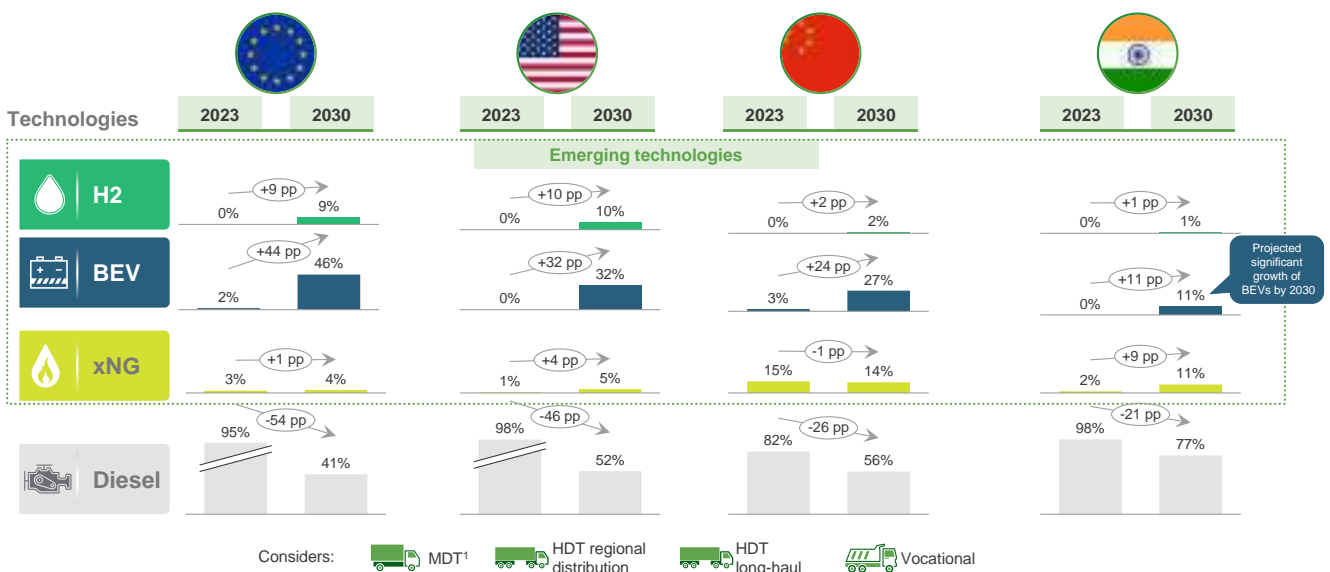 Technologies
2023 2030 2023 2030 2023 2030 2023 2030
Emerging technologies
H2
+9 pp
0% 9%
+10 pp
0% 10%
+2 pp
0% 2%
+1 pp
0% 1%
BEV
+44 pp
2% 46%
+32 pp
0% 32%
+24 pp
3% 27%
+11 pp
0% 11%
Projected
significant
growth of
BEVs by 2030
xNG
+1 pp
3% 4%
+4 pp
1% 5%
-1 pp
15% 14%
+9 pp
2% 11%
Diesel
-54 pp
95% 41%
-46 pp
98% 52%
-26 pp
82% 56%
-21 pp
98% 77%
Considers:
MDT¹
HDT regional
distribution
HDT
long-haul
Vocational